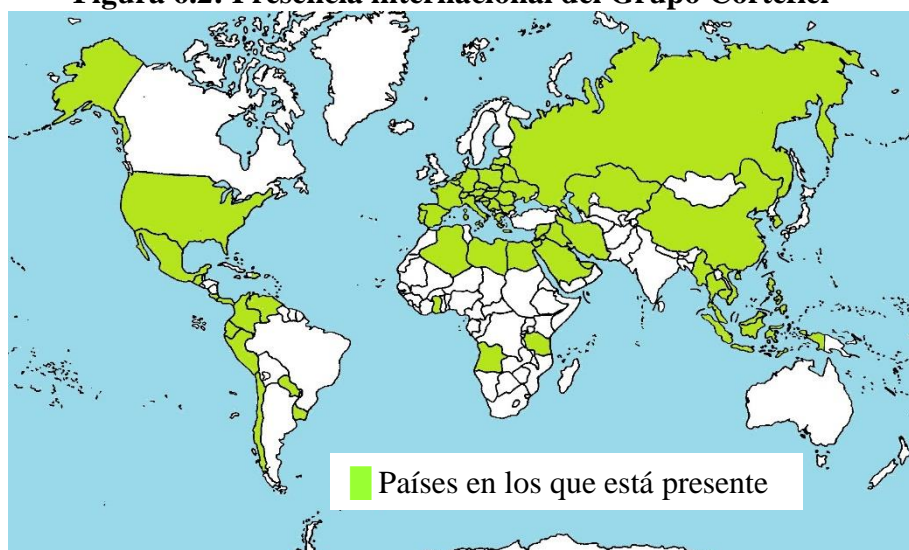 Figura 6.2: Presencia internacional del Grupo Cortefiel
Países en los que está presente